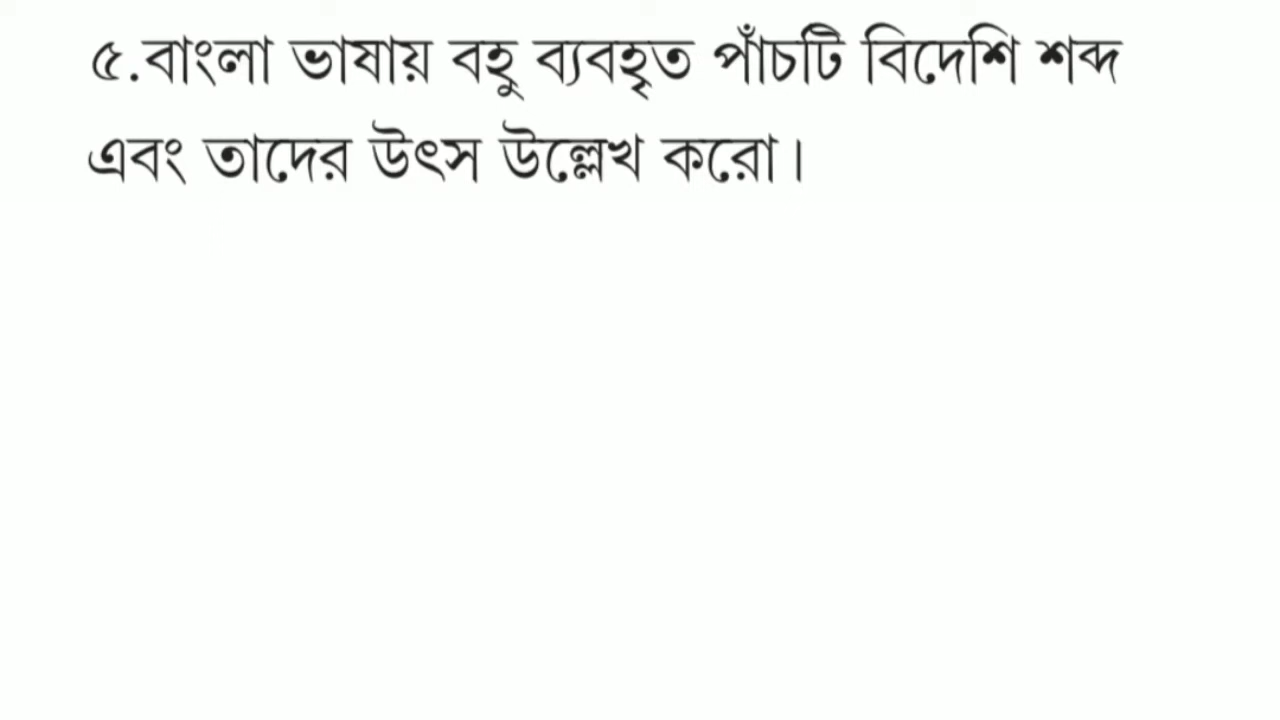 ৫.বাংলা ভাষায় বহু ব্যবহৃত পাঁচটি বিদেশি শব্দ
এবং তাদের উৎস উল্লেখ করো।